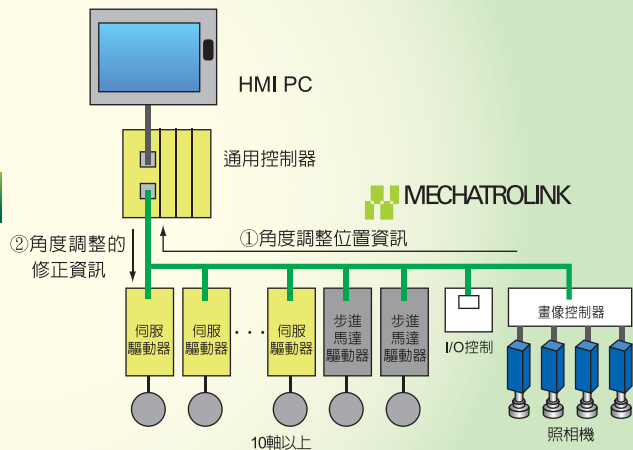 HMI PC
通用控制器
MECHATROLINK
①角度調整位置資訊
②角度調整的
修正資訊
伺服
驅動器
伺服
驅動器
···
伺服
驅動器
步進
馬達
驅動器
步進
馬達
驅動器
I/O控制
畫像控制器
10軸以上
照相機